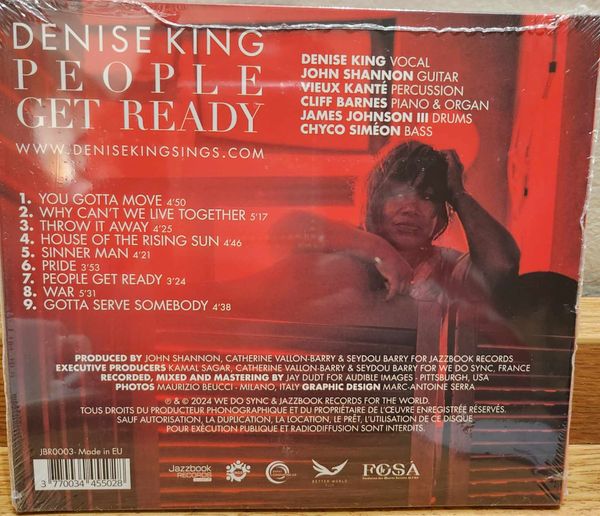 DENISE KING
PEOPLE
GET READY
WWW.DENISEKINGSINGS.COM
DENISE KING VOCAL
JOHN SHANNON GUITAR
VIEUX KANTÉ PERCUSSION
CLIFF BARNES PIANO & ORGAN
JAMES JOHNSON III DRUMS
CHYCO SIMÉON BASS
1. YOU GOTTA MOVE 4'50
2. WHY CAN'T WE LIVE TOGETHER 5'17
3. THROW IT AWAY 4'25
4. HOUSE OF THE RISING SUN 4'46
5. SINNER MAN 4'21
6. PRIDE 3'53
7. PEOPLE GET READY 3'24
8. WAR 5'31
9. GOTTA SERVE SOMEBODY 4'38
PRODUCED BY JOHN SHANNON, CATHERINE VALLON-BARRY & SEYDOU BARRY FOR JAZZBOOK RECORDS
EXECUTIVE PRODUCERS KAMAL SAGAR, CATHERINE VALLON-BARRY & SEYDOU BARRY FOR WE DO SYNC, FRANCE
RECORDED, MIXED AND MASTERING BY JAY DUDT FOR AUDIBLE IMAGES - PITTSBURGH, USA
PHOTOS MAURIZIO BEUCCI - MILANO, ITALY GRAPHIC DESIGN MARC-ANTOINE SERRA
℗ & © 2024 WE DO SYNC & JAZZBOOK RECORDS FOR THE WORLD.
TOUS DROITS DU PRODUCTEUR PHONOGRAPHIQUE ET DU PROPRIÉTAIRE DE L'ŒUVRE ENREGISTRÉE RÉSERVÉS.
SAUF AUTORISATION, LA DUPLICATION, LA LOCATION, LE PRÊT, L'UTILISATION DE CE DISQUE
POUR EXÉCUTION PUBLIQUE ET RADIODIFFUSION SONT INTERDITS.
JBR0003- Made in EU
3 770034 455028
Jazzbook
RECORDS
BETTER WORLD
FOSÁ